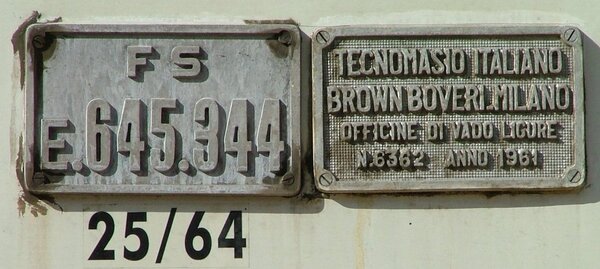 FS
E.645.344
TECNOMASIO ITALIANO
BROWN BOVERI.MILANO
OFFICINE DI VADO LIGURE
N.6362 ANNO 1961
25/64